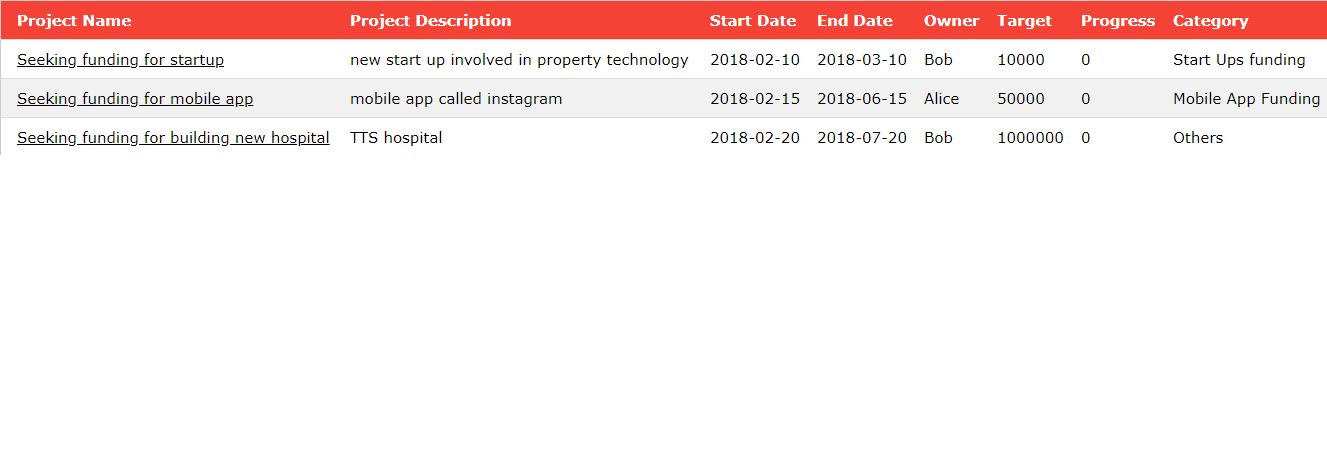 Project Name Project Description Start Date End Date Owner Target Progress Category
Seeking funding for startup new start up involved in property technology 2018-02-10 2018-03-10 Bob 10000 0 Start Ups funding
Seeking funding for mobile app mobile app called instagram 2018-02-15 2018-06-15 Alice 50000 0 Mobile App Funding
Seeking funding for building new hospital TTS hospital 2018-02-20 2018-07-20 Bob 1000000 0 Others